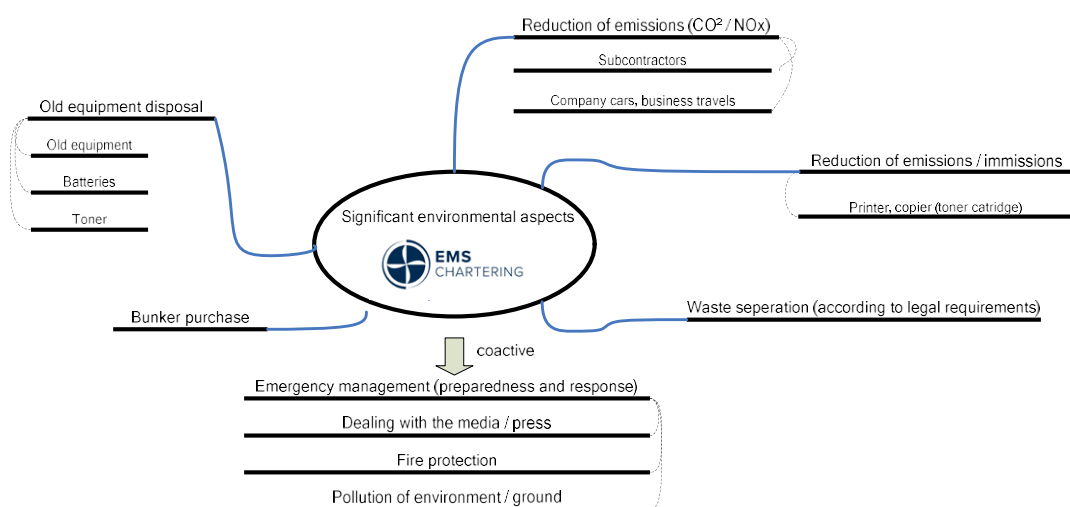 Reduction of emissions (CO² / NOx)
Subcontractors
Company cars, business travels
Old equipment disposal
Old equipment
Batteries
Toner
Reduction of emissions / immissions
Printer, copier (toner catridge)
Significant environmental aspects
EMS
CHARTERING
Bunker purchase
Waste seperation (according to legal requirements)
coactive
Emergency management (preparedness and response)
Dealing with the media / press
Fire protection
Pollution of environment / ground